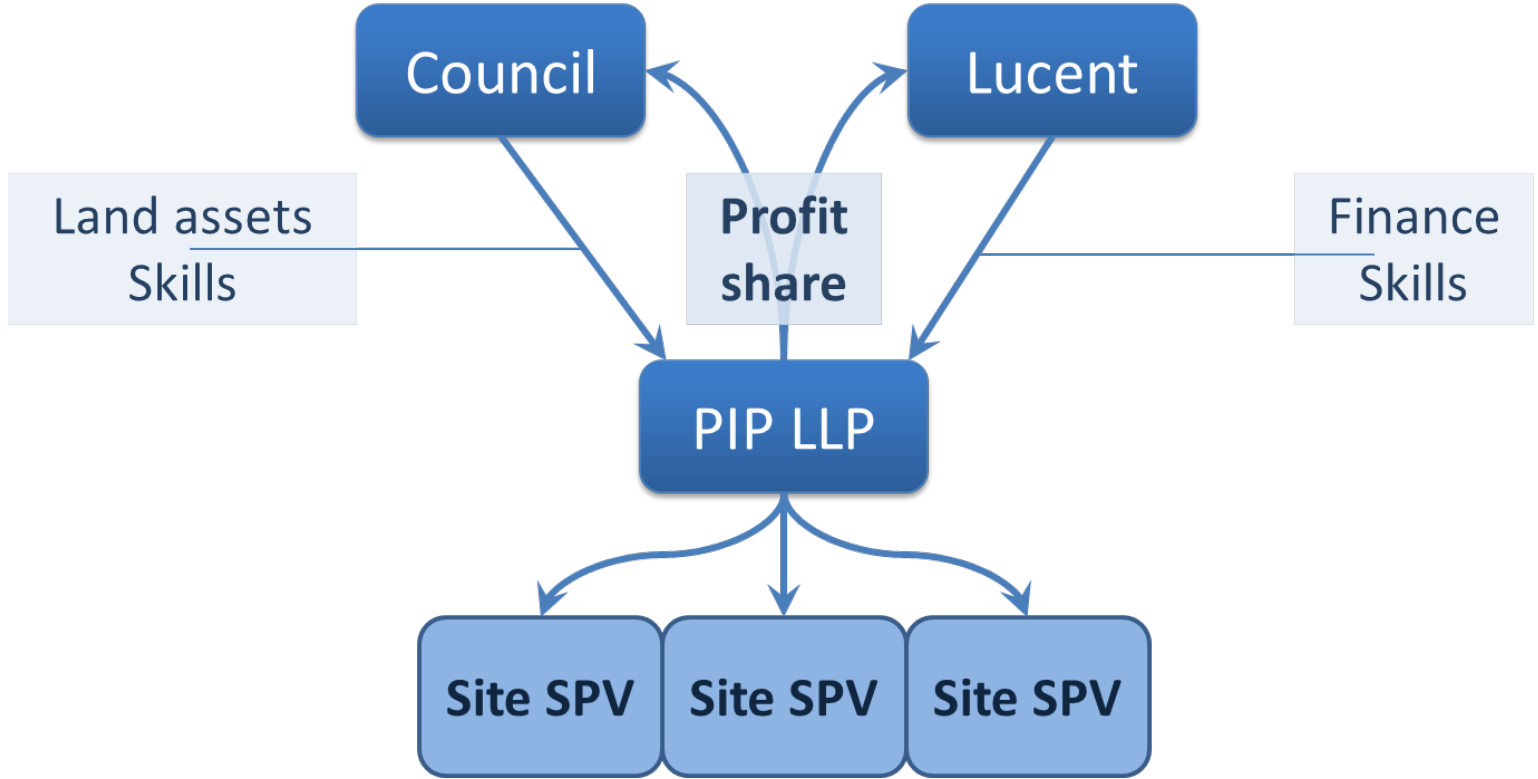 Council
Lucent
Land assets
Skills
Profit
share
Finance
Skills
PIP LLP
Site SPV
Site SPV
Site SPV